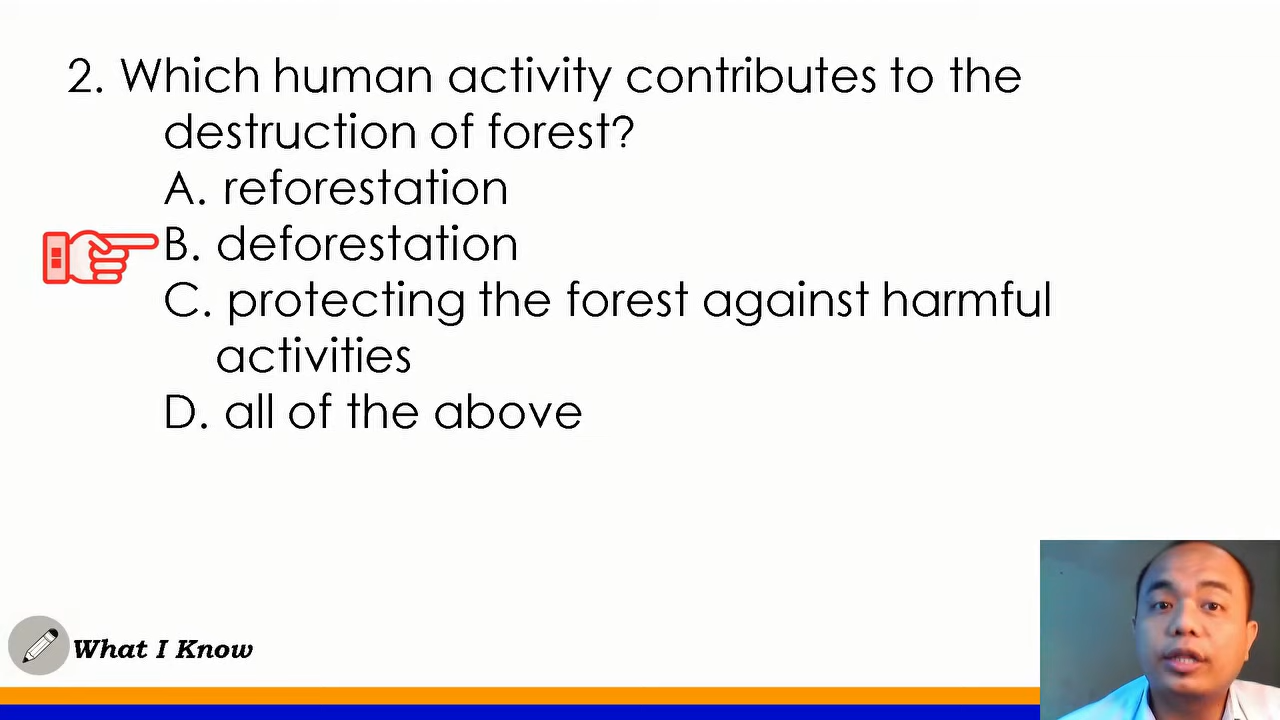 2. Which human activity contributes to the
destruction of forest?
A. reforestation
B. deforestation
C. protecting the forest against harmful
activities
D. all of the above
What I Know